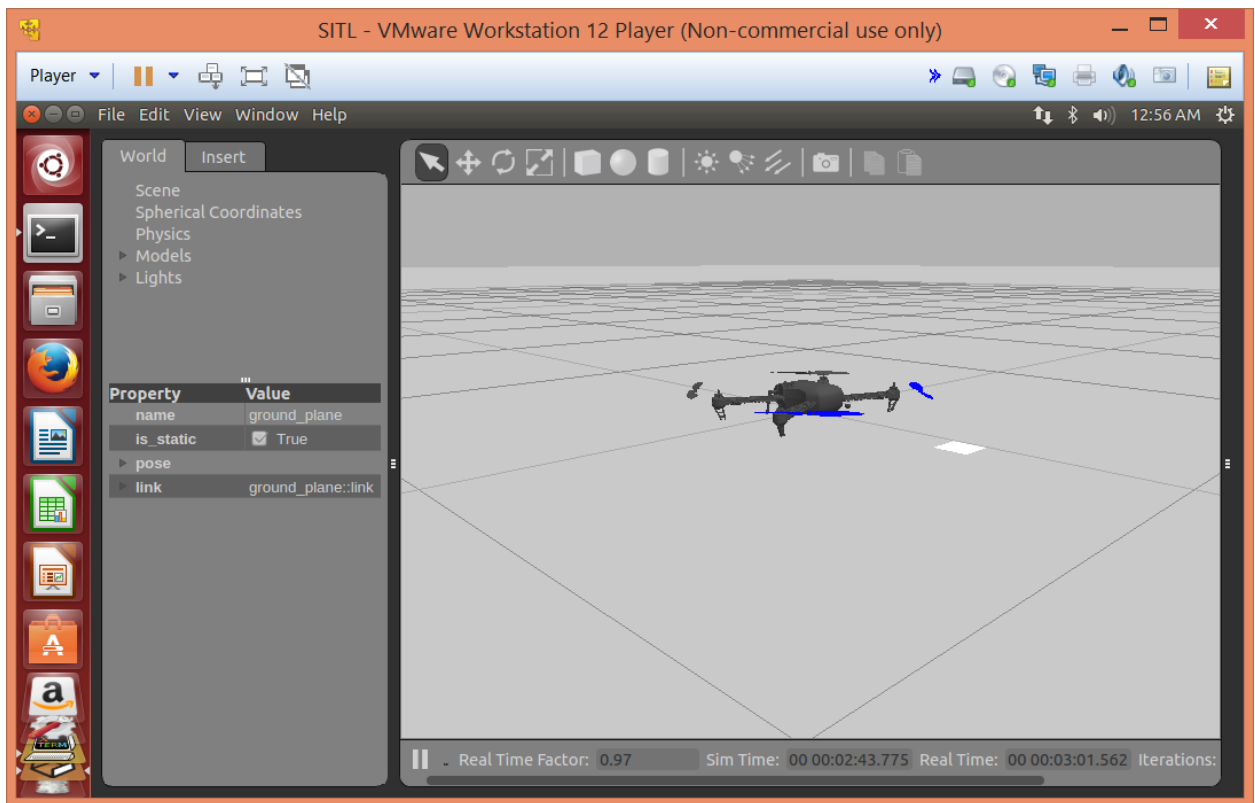 SITL - VMware Workstation 12 Player (Non-commercial use only)
Player
File Edit View Window Help
12:56 AM
World Insert
Scene
Spherical Coordinates
Physics
Models
Lights
Property Value
name ground_plane
is_static True
pose
link ground_plane::link
Real Time Factor: 0.97 Sim Time: 00 00:02:43.775 Real Time: 00 00:03:01.562 Iterations:
TERM